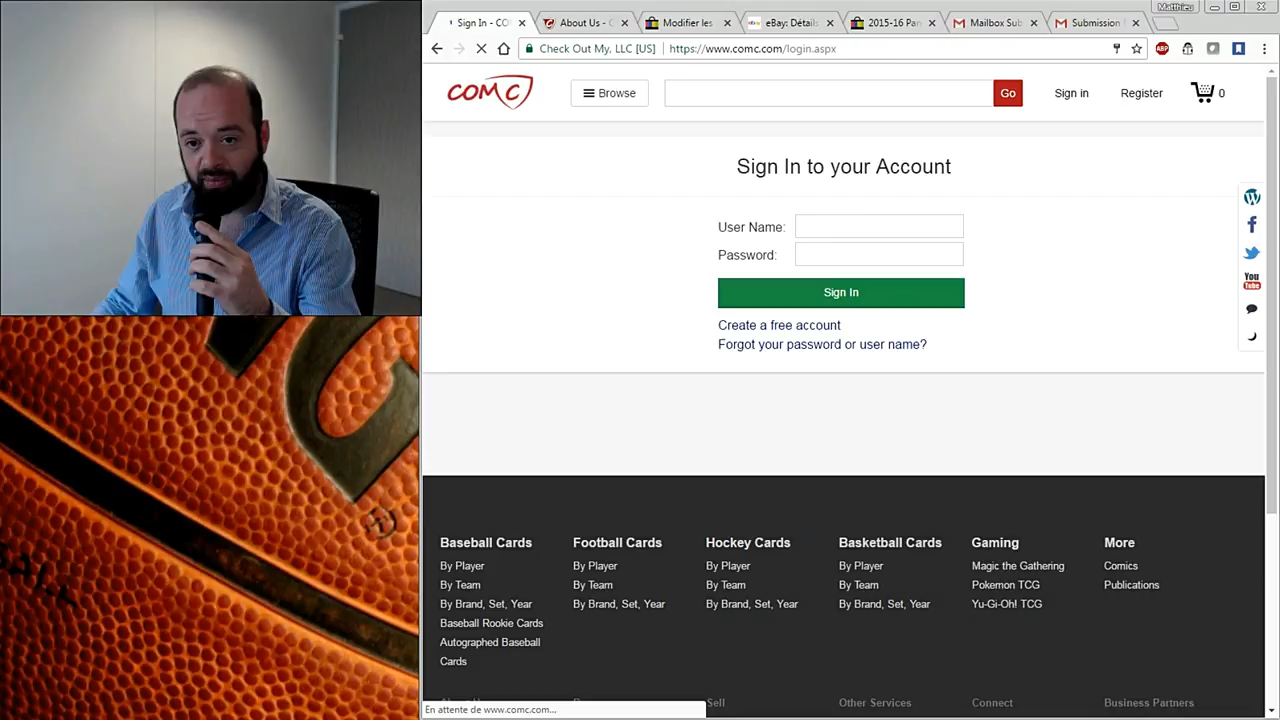 Matthieu
Sign In - CO
About Us - C
Modifier les
eBay: Détails
2015-16 Pan
Mailbox Sub
Submission
Check Out My, LLC [US] https://www.comc.com/login.aspx
COMC
Browse
Go
Sign in
Register
0
Sign In to your Account
User Name:
Password:
Sign In
Create a free account
Forgot your password or user name?
You
Tube
Baseball Cards
By Player
By Team
By Brand, Set, Year
Baseball Rookie Cards
Autographed Baseball
Cards
Football Cards
By Player
By Team
By Brand, Set, Year
Hockey Cards
By Player
By Team
By Brand, Set, Year
Basketball Cards
By Player
By Team
By Brand, Set, Year
Gaming
Magic the Gathering
Pokemon TCG
Yu-Gi-Oh! TCG
More
Comics
Publications
Sell
Other Services
Connect
Business Partners
En attente de www.comc.com...